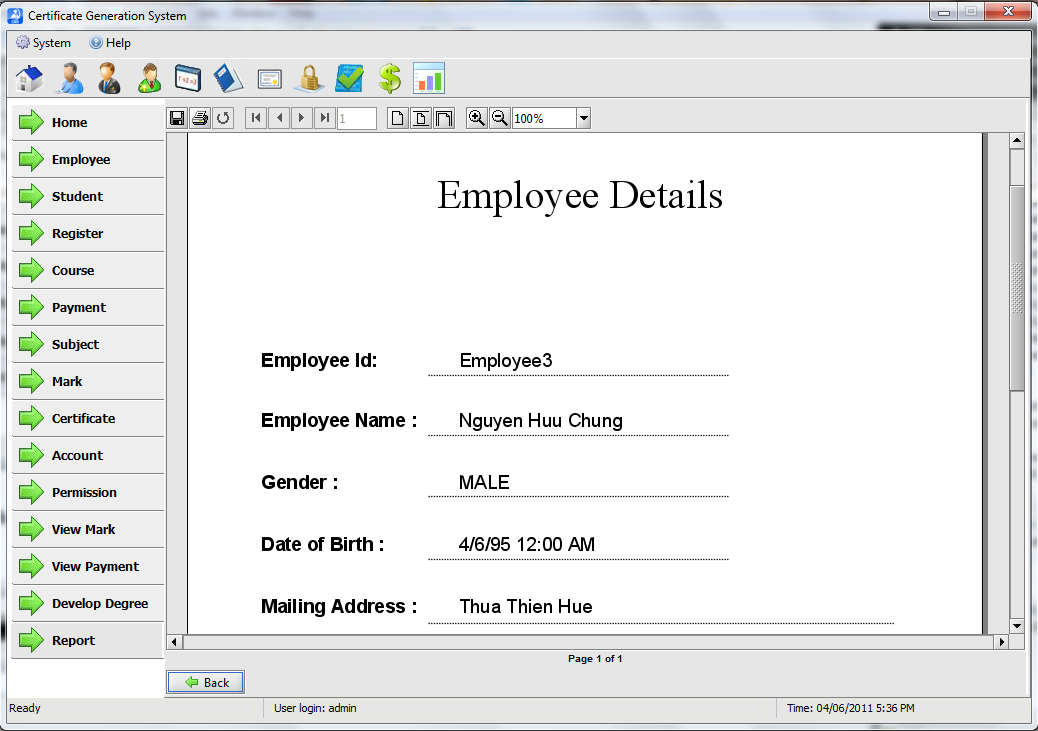 Certificate Generation System
System Help
1
100%
Home
Employee
Student
Register
Course
Payment
Subject
Mark
Certificate
Account
Permission
View Mark
View Payment
Develop Degree
Report
Employee Details
Employee Id: Employee3
Employee Name : Nguyen Huu Chung
Gender : MALE
Date of Birth : 4/6/95 12:00 AM
Mailing Address : Thua Thien Hue
Page 1 of 1
Back
Ready
User login: admin
Time: 04/06/2011 5:36 PM